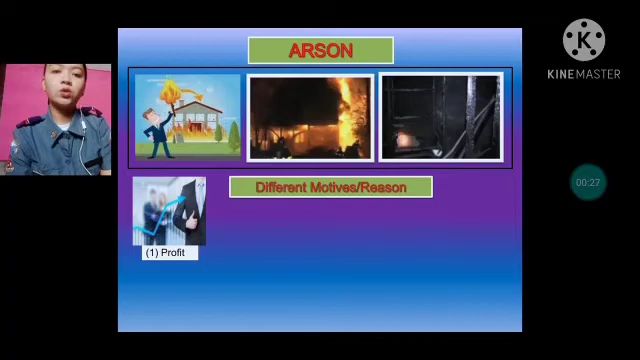 ARSON
KINEMASTER
Different Motives/Reason
00:27
(1) Profit